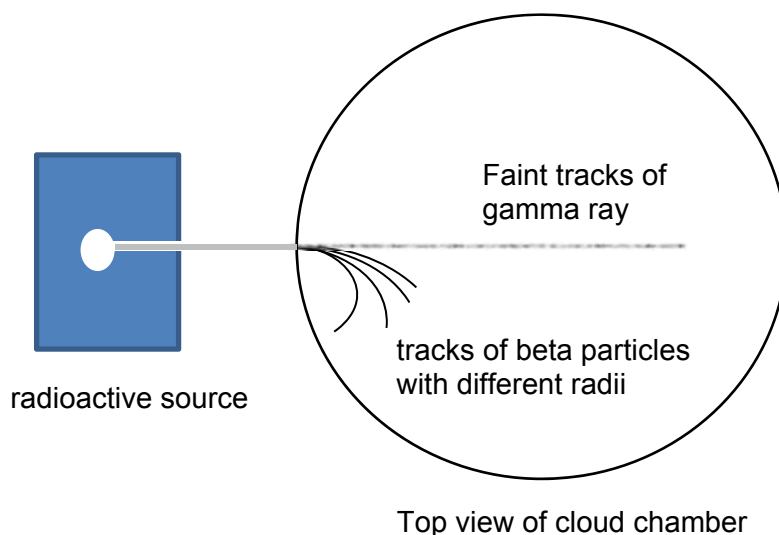 Faint tracks of
gamma ray
tracks of beta particles
with different radii
radioactive source
Top view of cloud chamber